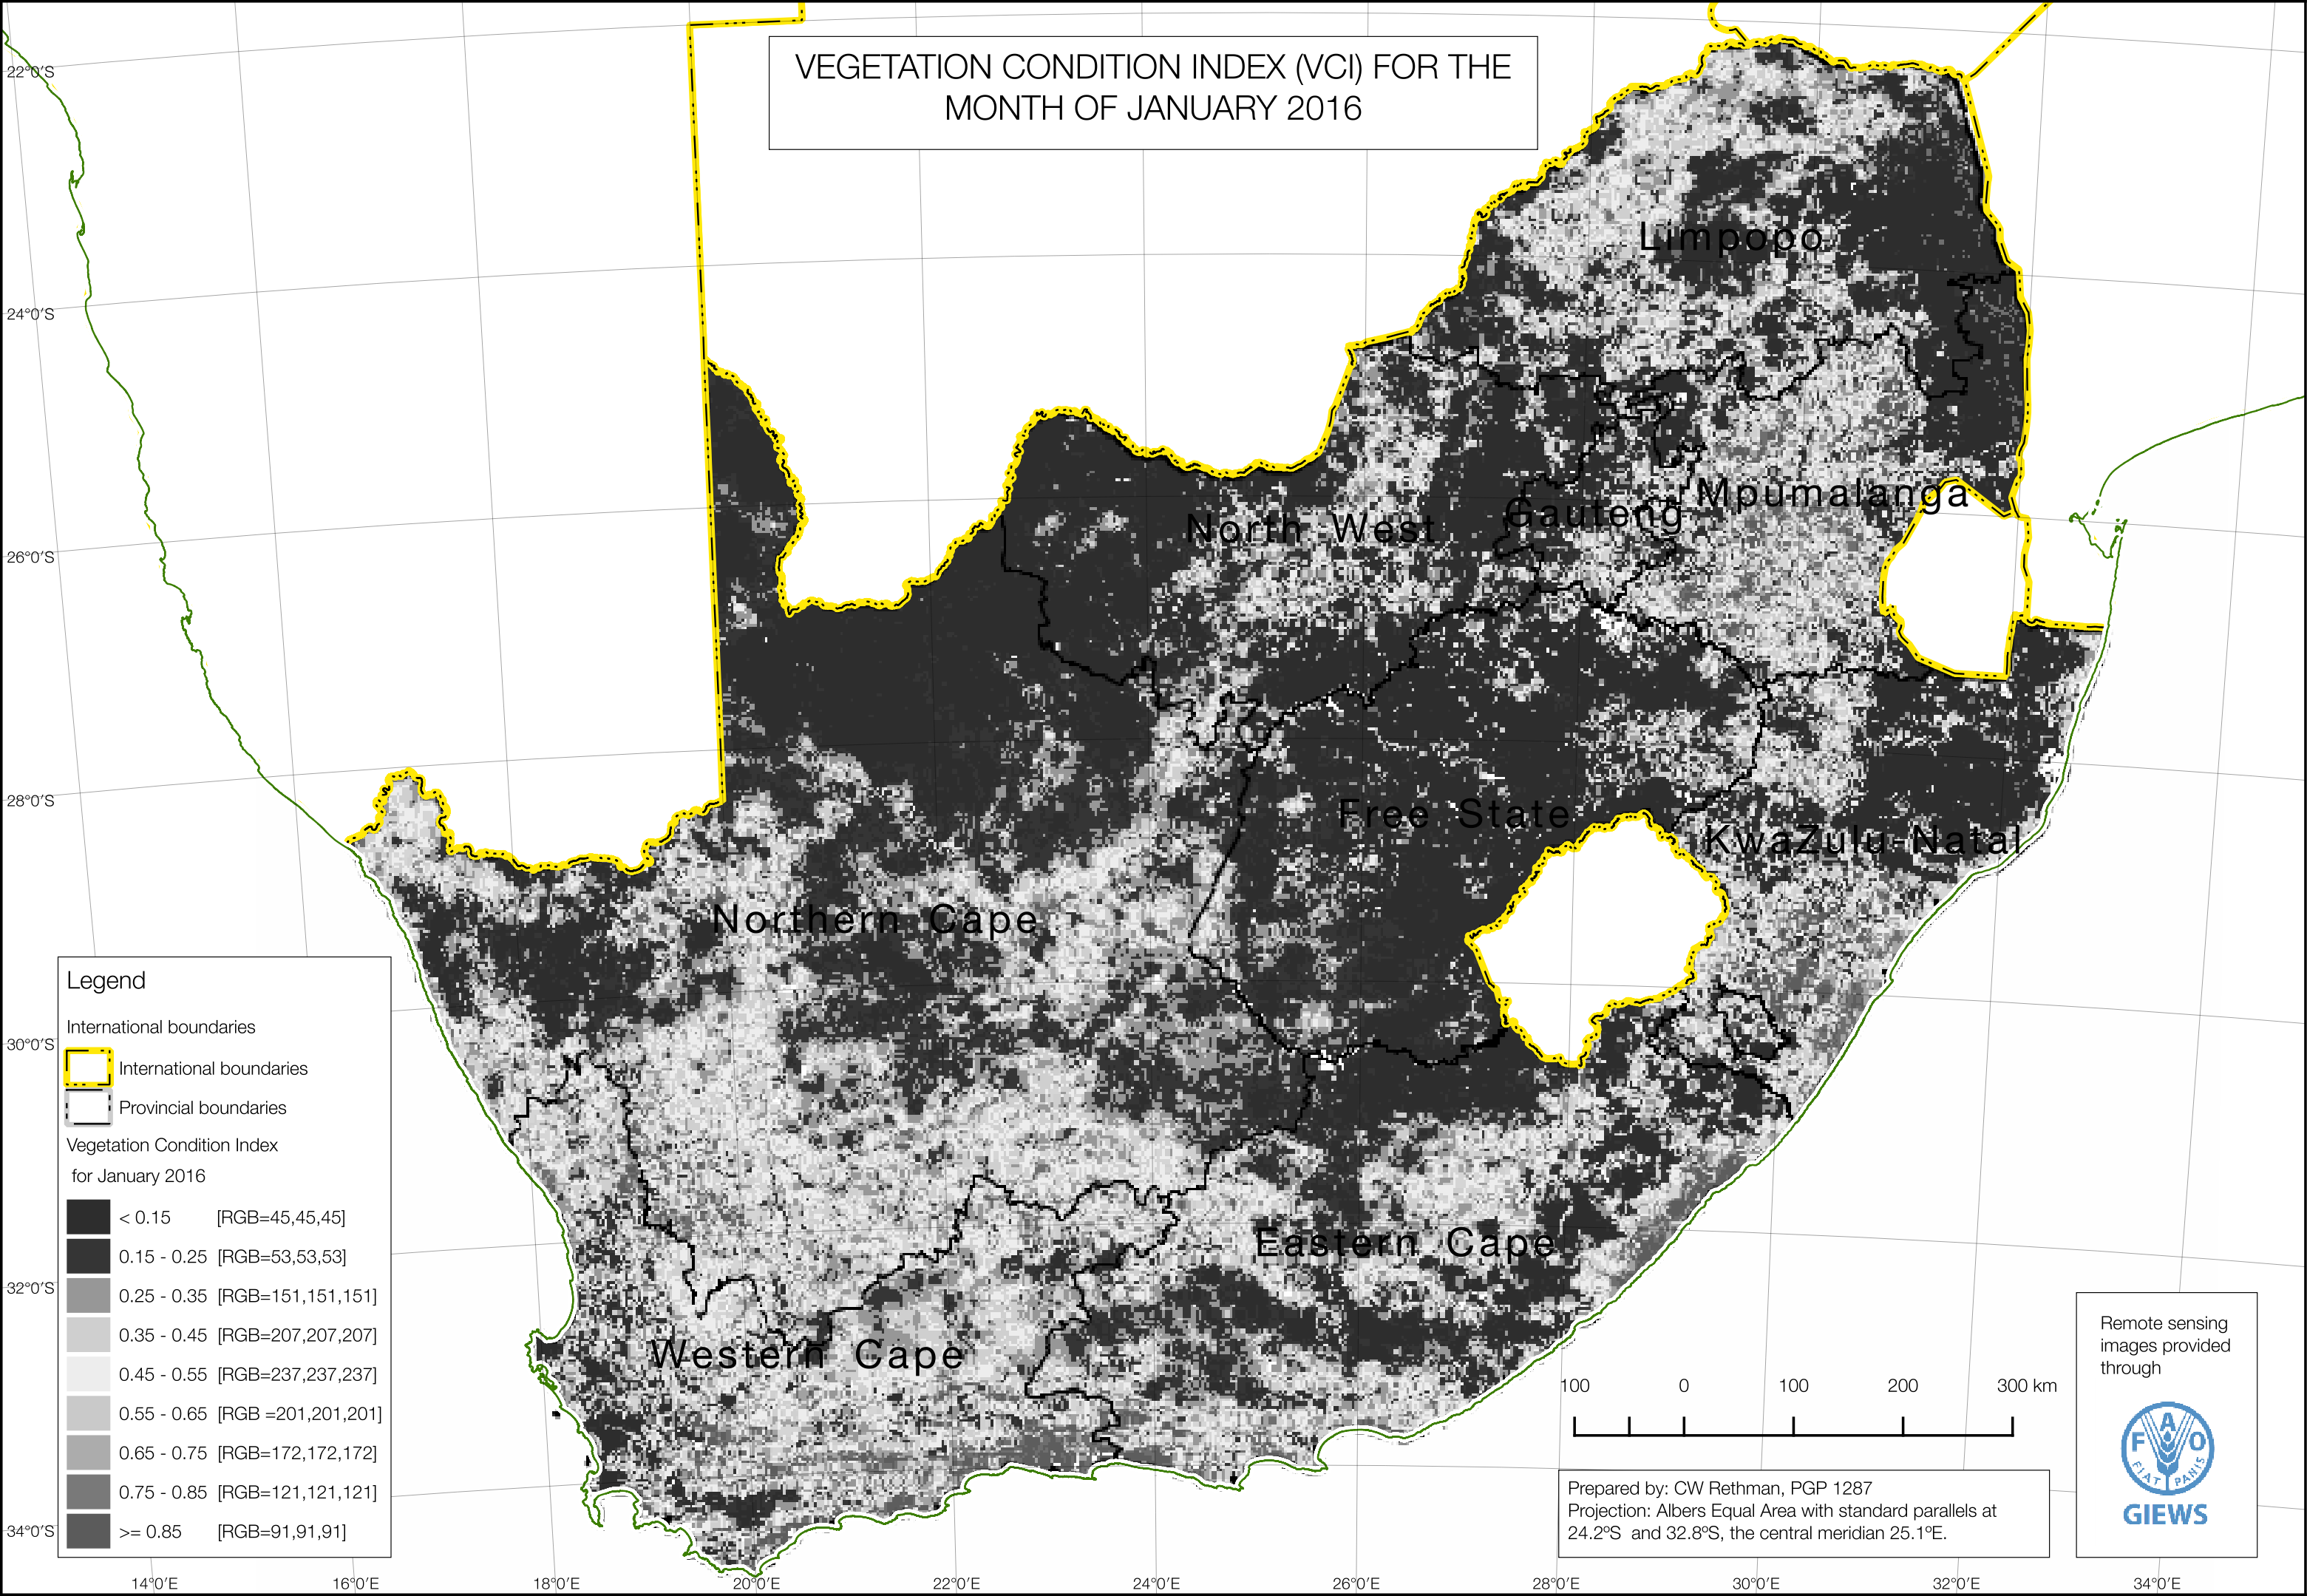 VEGETATION CONDITION INDEX (VCI) FOR THE
MONTH OF JANUARY 2016
22°0'S
24°0'S
26°0'S
28°0'S
30°0'S
32°0'S
34°0'S
Limpopo
Mpumalanga
Gauteng
North West
Free State
KwaZulu-Natal
Northern Cape
Eastern Cape
Western Cape
Legend
International boundaries
International boundaries
Provincial boundaries
Vegetation Condition Index
for January 2016
< 0.15 [RGB=45,45,45]
0.15 - 0.25 [RGB=53,53,53]
0.25 - 0.35 [RGB=151,151,151]
0.35 - 0.45 [RGB=207,207,207]
0.45 - 0.55 [RGB=237,237,237]
0.55 - 0.65 [RGB =201,201,201]
0.65 - 0.75 [RGB=172,172,172]
0.75 - 0.85 [RGB=121,121,121]
>= 0.85 [RGB=91,91,91]
100 0 100 200 300 km
Prepared by: CW Rethman, PGP 1287
Projection: Albers Equal Area with standard parallels at
24.2ºS and 32.8ºS, the central meridian 25.1ºE.
Remote sensing
images provided
through
F A O
FIAT PANIS
GIEWS
14°0'E 16°0'E 18°0'E 20°0'E 22°0'E 24°0'E 26°0'E 28°0'E 30°0'E 32°0'E 34°0'E